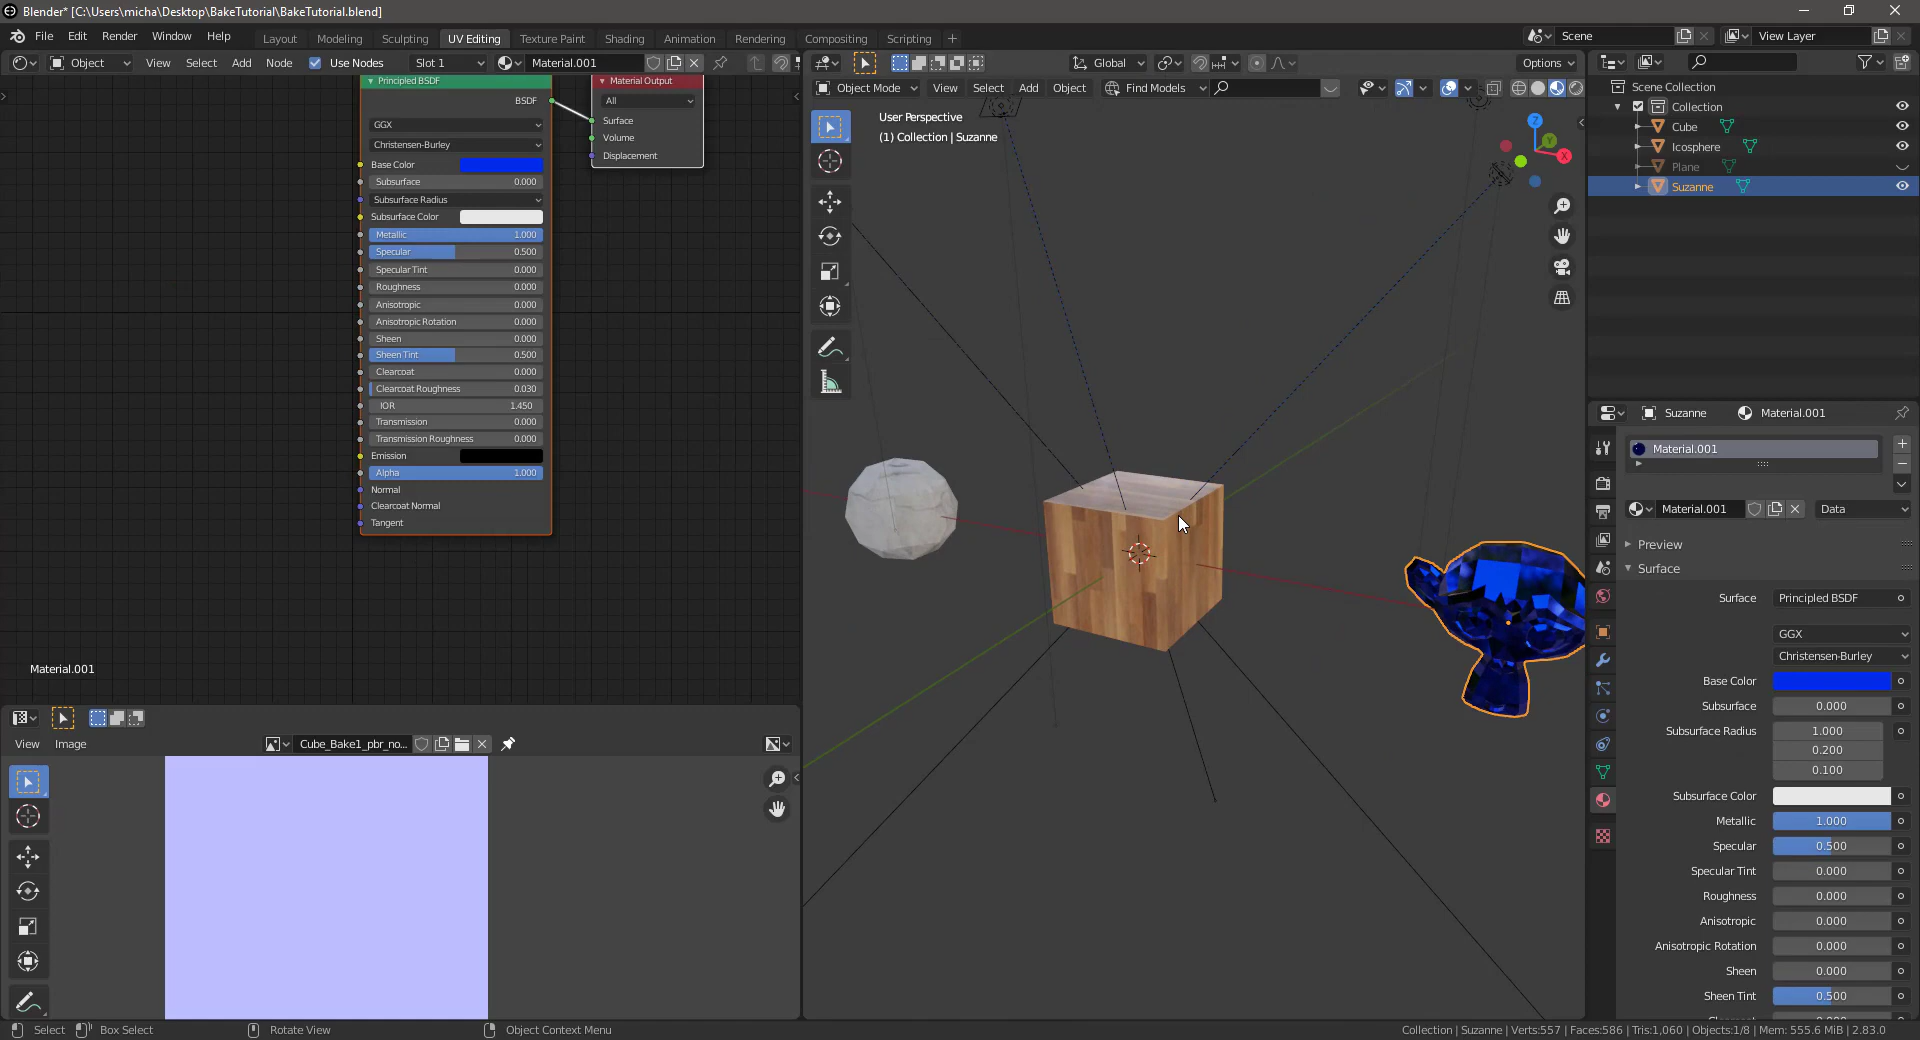 Blender* [C:\Users\micha\Desktop\BakeTutorial\BakeTutorial.blend]
File Edit Render Window Help
Layout Modeling Sculpting UV Editing Texture Paint Shading Animation Rendering Compositing Scripting
Scene
View Layer
Object View Select Add Node Use Nodes Slot 1 Material.001
Global Options
Object Mode View Select Add Object Find Models
Principled BSDF
BSDF
GGX
Christensen-Burley
Base Color
Subsurface 0.000
Subsurface Radius
Subsurface Color
Metallic 1.000
Specular 0.500
Specular Tint 0.000
Roughness 0.000
Anisotropic 0.000
Anisotropic Rotation 0.000
Sheen 0.000
Sheen Tint 0.500
Clearcoat 0.000
Clearcoat Roughness 0.030
IOR 1.450
Transmission 0.000
Transmission Roughness 0.000
Emission
Alpha 1.000
Normal
Clearcoat Normal
Tangent
Material Output
All
Surface
Volume
Displacement
Material.001
User Perspective
(1) Collection | Suzanne
Z
Y
X
Scene Collection
Collection
Cube
Icosphere
Plane
Suzanne
Suzanne Material.001
Material.001
Material.001 Data
Preview
Surface
Surface Principled BSDF
GGX
Christensen-Burley
Base Color
Subsurface 0.000
Subsurface Radius 1.000
0.200
0.100
Subsurface Color
Metallic 1.000
Specular 0.500
Specular Tint 0.000
Roughness 0.000
Anisotropic 0.000
Anisotropic Rotation 0.000
Sheen 0.000
Sheen Tint 0.500
View Image Cube_Bake1_pbr_no...
Select Box Select Rotate View Object Context Menu
Collection | Suzanne | Verts:557 | Faces:586 | Tris:1,060 | Objects:1/8 | Mem: 555.6 MiB | 2.83.0